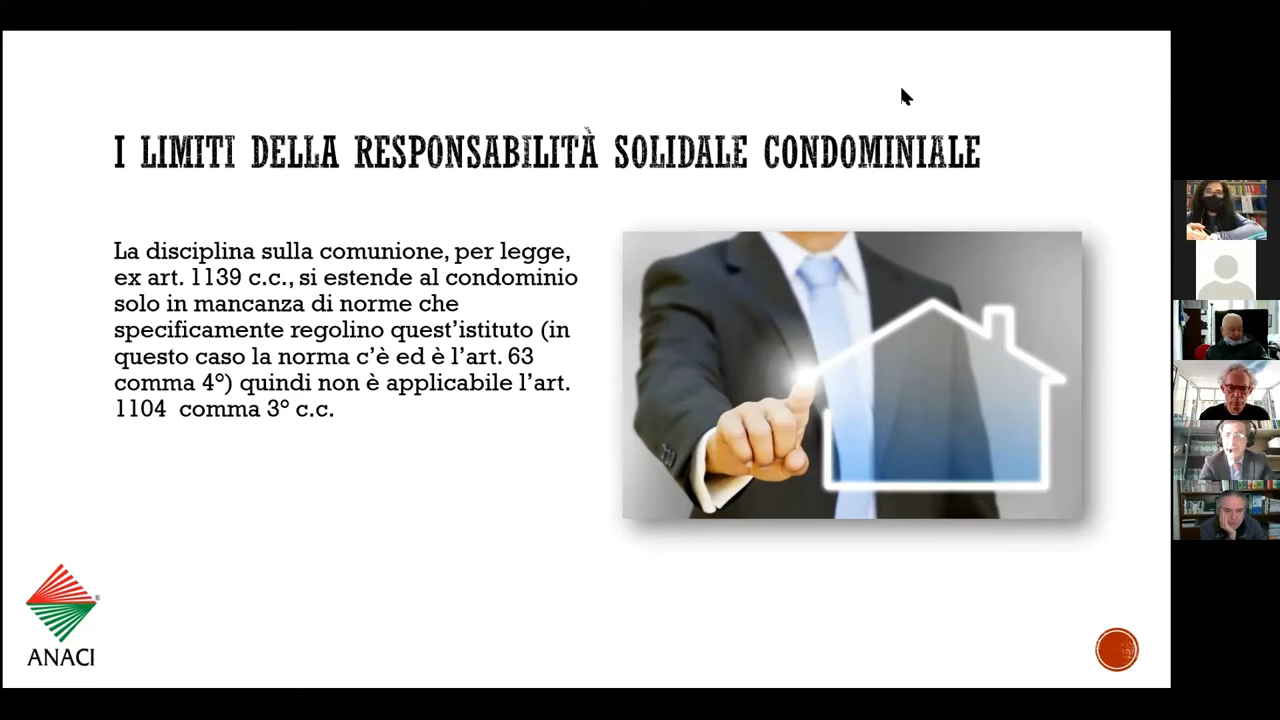 I LIMITI DELLA RESPONSABILITÀ SOLIDALE CONDOMINIALE
La disciplina sulla comunione, per legge,
ex art. 1139 c.c., si estende al condominio
solo in mancanza di norme che
specificamente regolino quest'istituto (in
questo caso la norma c'è ed è l'art. 63
comma 4°) quindi non è applicabile l'art.
1104 comma 3° c.c.
®
ANACI